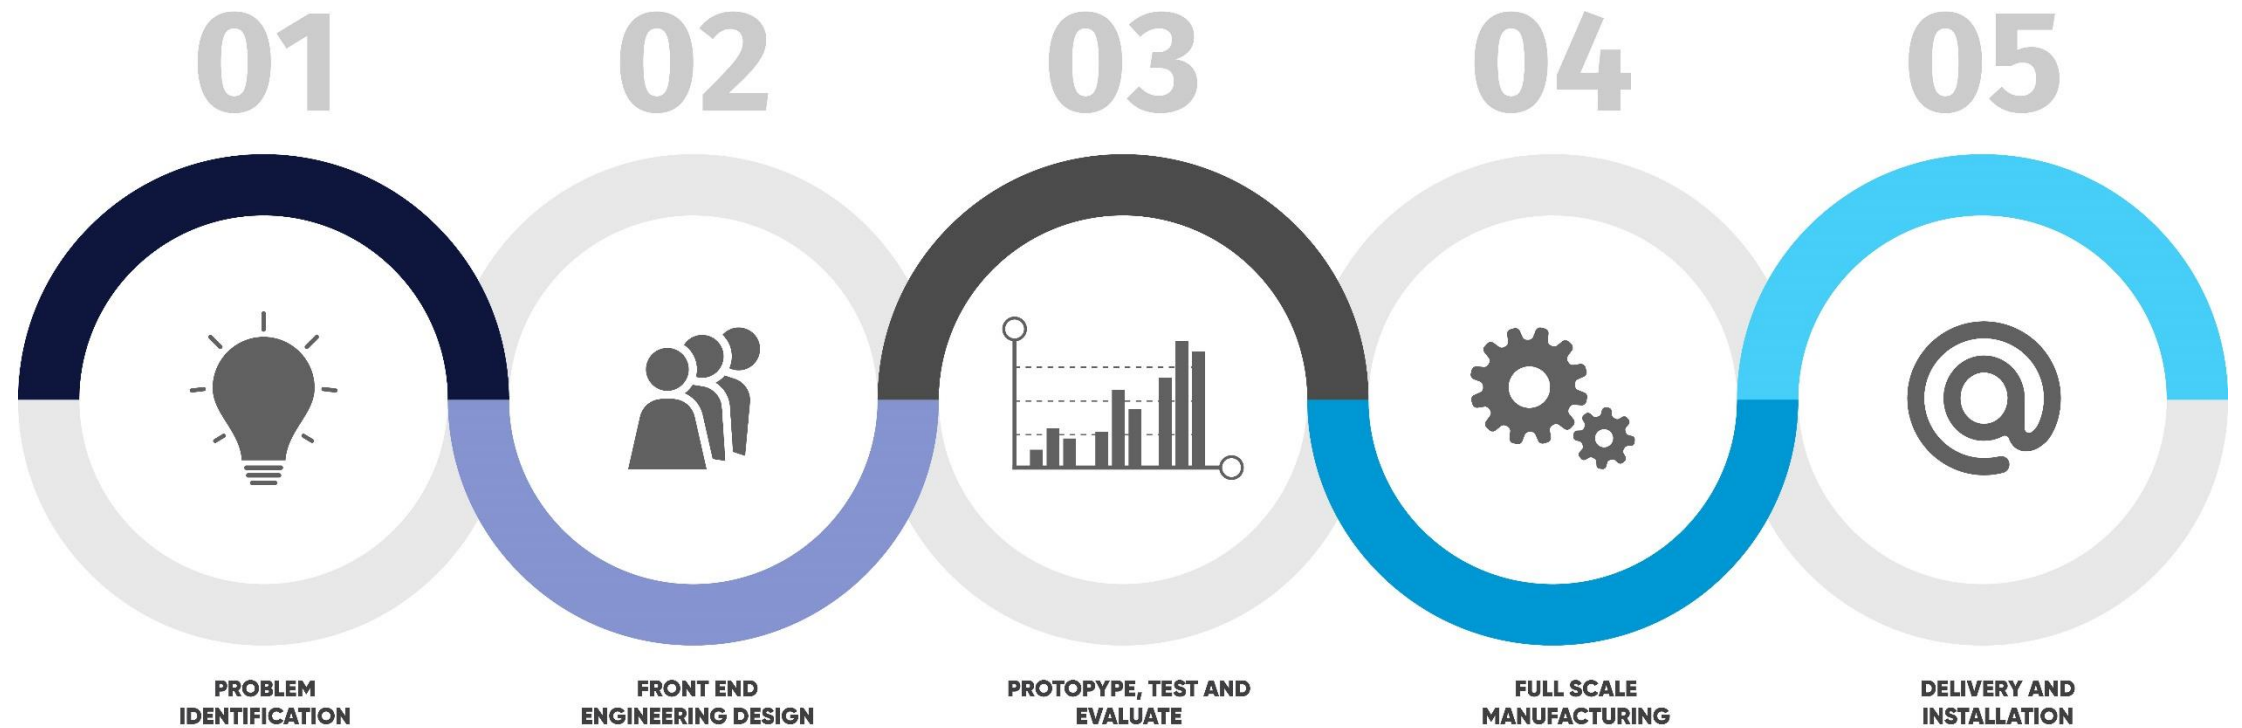 01
02
03
04
05
PROBLEM
IDENTIFICATION
FRONT END
ENGINEERING DESIGN
PROTOPYPE, TEST AND
EVALUATE
FULL SCALE
MANUFACTURING
DELIVERY AND
INSTALLATION